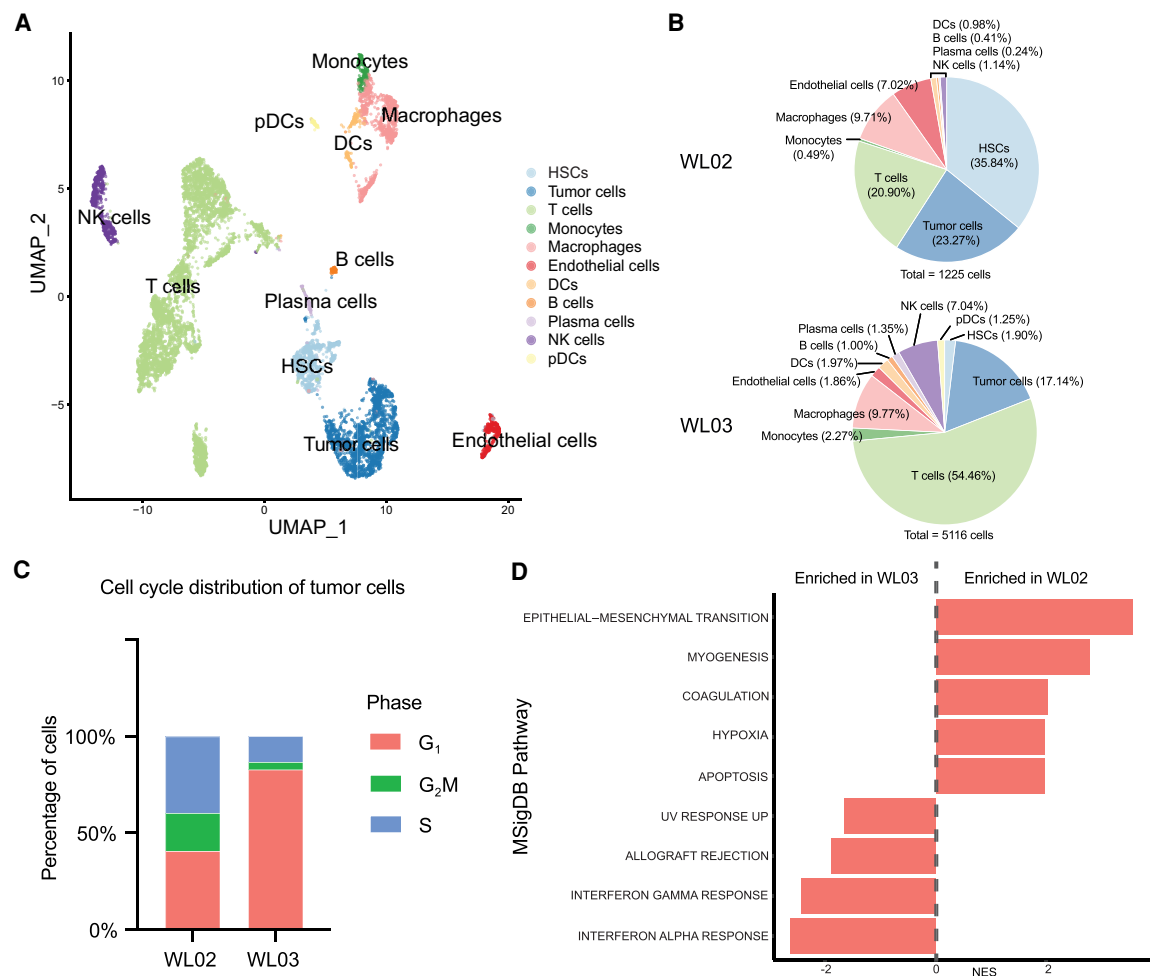 A
Monocytes
Macrophages
pDCs
DCs
NK cells
T cells
B cells
Plasma cells
HSCs
Tumor cells
Endothelial cells
UMAP_2
10
5
0
−5
−10
0
10
20
UMAP_1
HSCs
Tumor cells
T cells
Monocytes
Macrophages
Endothelial cells
DCs
B cells
Plasma cells
NK cells
pDCs
B
WL02
DCs (0.98%)
B cells (0.41%)
Plasma cells (0.24%)
NK cells (1.14%)
Endothelial cells (7.02%)
Macrophages (9.71%)
Monocytes
(0.49%)
HSCs
(35.84%)
T cells
(20.90%)
Tumor cells
(23.27%)
Total = 1225 cells
WL03
NK cells (7.04%)
pDCs (1.25%)
HSCs (1.90%)
Plasma cells (1.35%)
B cells (1.00%)
DCs (1.97%)
Endothelial cells (1.86%)
Tumor cells (17.14%)
Macrophages (9.77%)
Monocytes (2.27%)
T cells (54.46%)
Total = 5116 cells
C
Cell cycle distribution of tumor cells
Percentage of cells
100%
50%
0%
WL02
WL03
Phase
G1
G2M
S
D
Enriched in WL03
Enriched in WL02
MSigDB Pathway
EPITHELIAL–MESENCHYMAL TRANSITION
MYOGENESIS
COAGULATION
HYPOXIA
APOPTOSIS
UV RESPONSE UP
ALLOGRAFT REJECTION
INTERFERON GAMMA RESPONSE
INTERFERON ALPHA RESPONSE
-2
0
2
NES